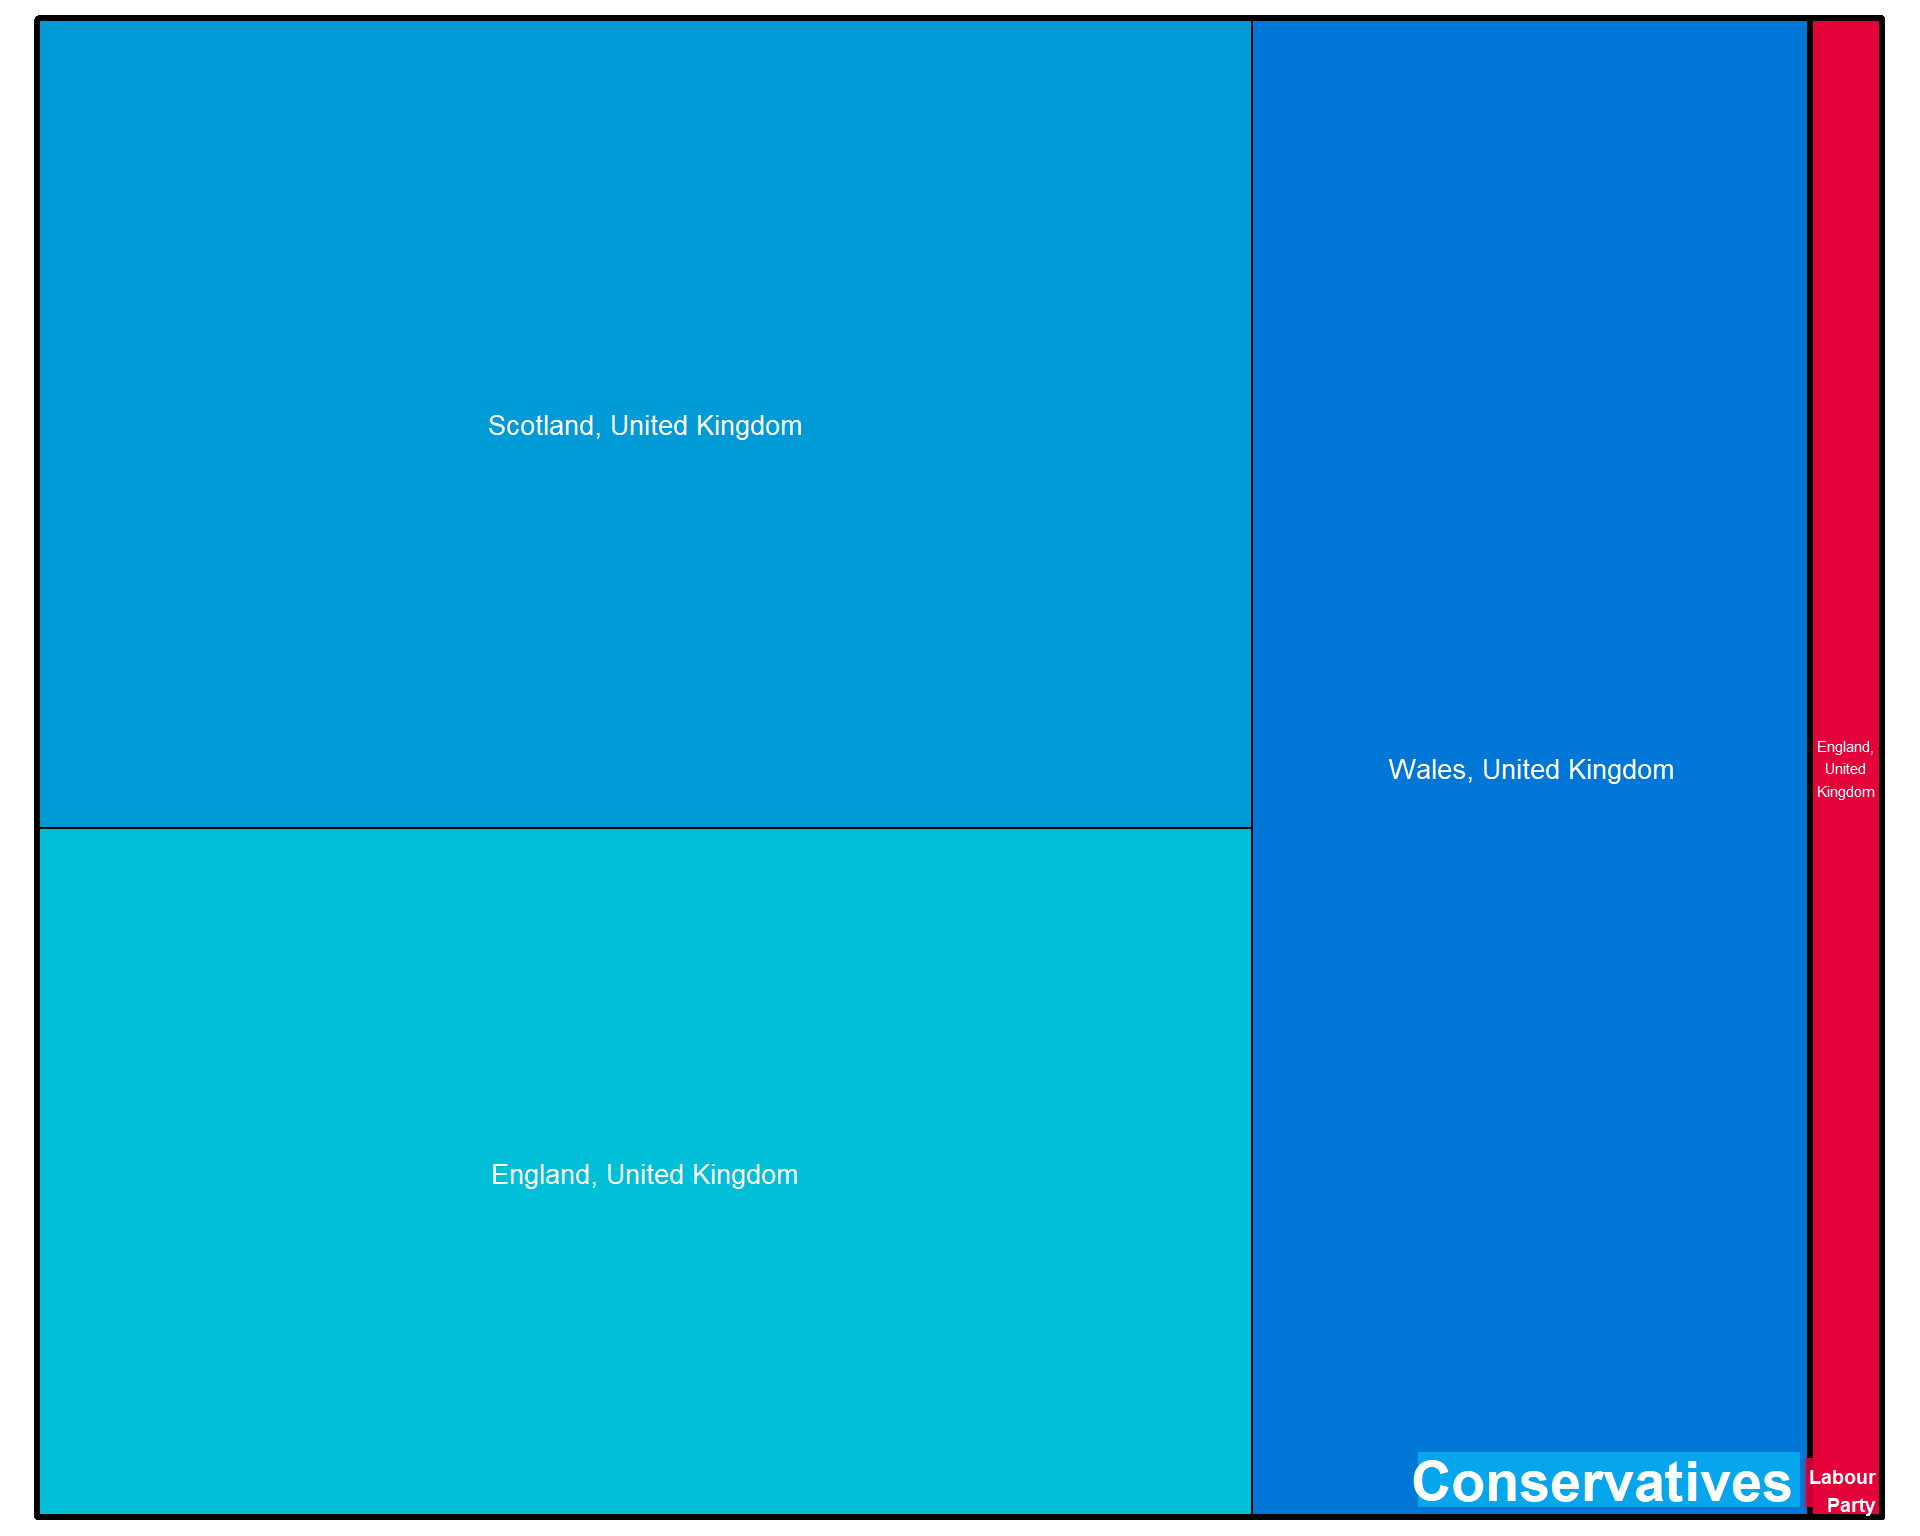 Scotland, United Kingdom
England, United Kingdom
Wales, United Kingdom
Conservatives
England,
United
Kingdom
Labour
Party